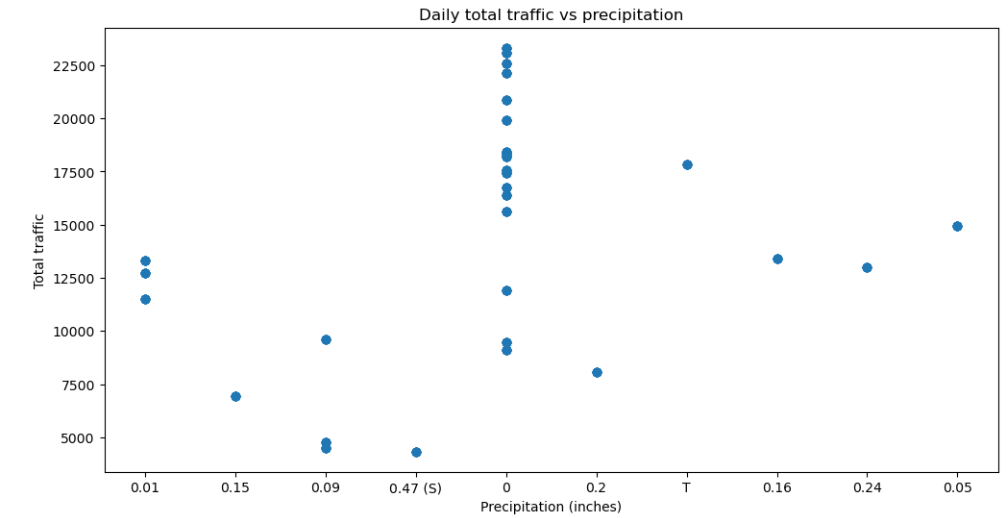 Daily total traffic vs precipitation
22500
20000
17500
15000
12500
10000
7500
5000
Total traffic
0.01 0.15 0.09 0.47 (S) 0 0.2 T 0.16 0.24 0.05
Precipitation (inches)